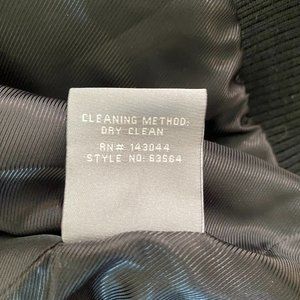 CLEANING METHOD:
DRY CLEAN
RN# 143044
STYLE NO: 63564